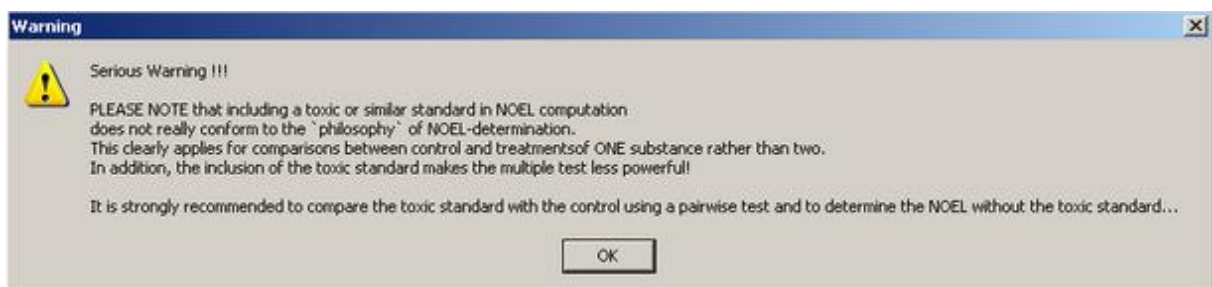 Warning
Serious Warning !!!
PLEASE NOTE that including a toxic or similar standard in NOEL computation
does not really conform to the `philosophy` of NOEL-determination.
This clearly applies for comparisons between control and treatmentsof ONE substance rather than two.
In addition, the inclusion of the toxic standard makes the multiple test less powerful!
It is strongly recommended to compare the toxic standard with the control using a pairwise test and to determine the NOEL without the toxic standard...
OK